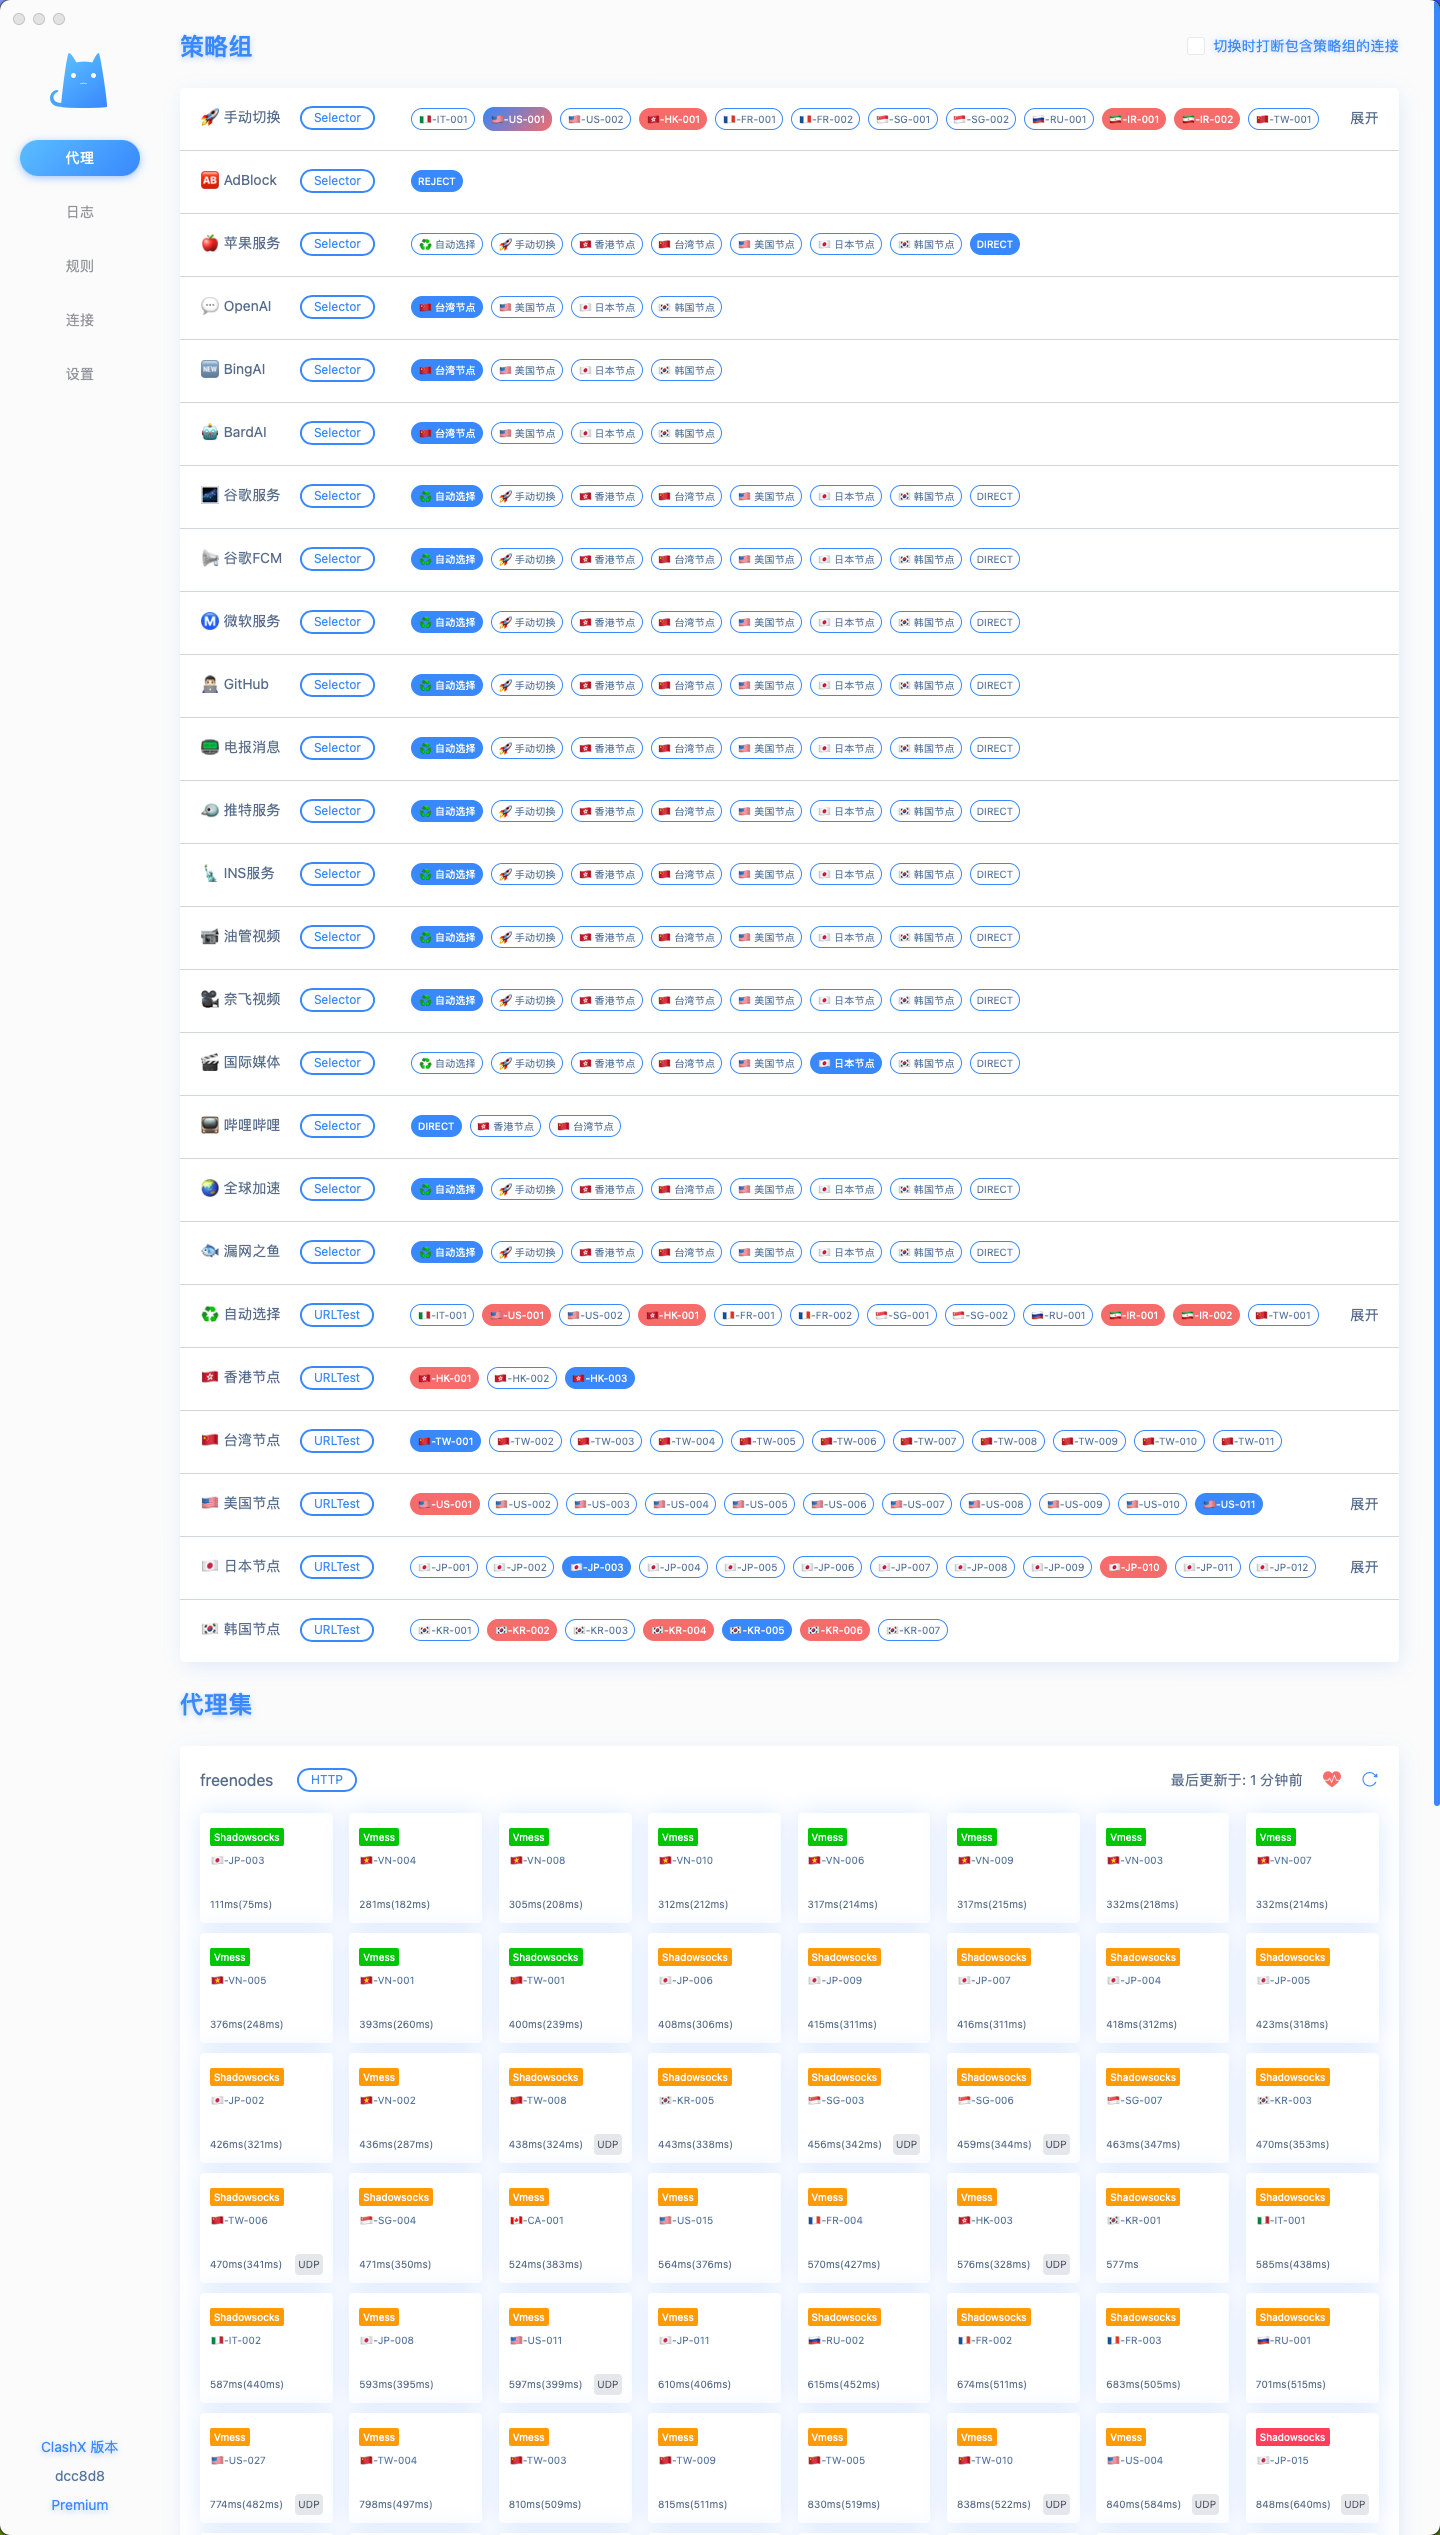 策略组
切换时打断包含策略组的连接
代理
日志
规则
连接
设置
手动切换 Selector -IT-001 -US-001 -US-002 -HK-001 -FR-001 -FR-002 -SG-001 -SG-002 -RU-001 -IR-001 -IR-002 -TW-001 展开
AdBlock Selector REJECT
苹果服务 Selector 自动选择 手动切换 香港节点 台湾节点 美国节点 日本节点 韩国节点 DIRECT
OpenAI Selector 台湾节点 美国节点 日本节点 韩国节点
BingAI Selector 台湾节点 美国节点 日本节点 韩国节点
BardAI Selector 台湾节点 美国节点 日本节点 韩国节点
谷歌服务 Selector 自动选择 手动切换 香港节点 台湾节点 美国节点 日本节点 韩国节点 DIRECT
谷歌FCM Selector 自动选择 手动切换 香港节点 台湾节点 美国节点 日本节点 韩国节点 DIRECT
微软服务 Selector 自动选择 手动切换 香港节点 台湾节点 美国节点 日本节点 韩国节点 DIRECT
GitHub Selector 自动选择 手动切换 香港节点 台湾节点 美国节点 日本节点 韩国节点 DIRECT
电报消息 Selector 自动选择 手动切换 香港节点 台湾节点 美国节点 日本节点 韩国节点 DIRECT
推特服务 Selector 自动选择 手动切换 香港节点 台湾节点 美国节点 日本节点 韩国节点 DIRECT
INS服务 Selector 自动选择 手动切换 香港节点 台湾节点 美国节点 日本节点 韩国节点 DIRECT
油管视频 Selector 自动选择 手动切换 香港节点 台湾节点 美国节点 日本节点 韩国节点 DIRECT
奈飞视频 Selector 自动选择 手动切换 香港节点 台湾节点 美国节点 日本节点 韩国节点 DIRECT
国际媒体 Selector 自动选择 手动切换 香港节点 台湾节点 美国节点 日本节点 韩国节点 DIRECT
哔哩哔哩 Selector DIRECT 香港节点 台湾节点
全球加速 Selector 自动选择 手动切换 香港节点 台湾节点 美国节点 日本节点 韩国节点 DIRECT
漏网之鱼 Selector 自动选择 手动切换 香港节点 台湾节点 美国节点 日本节点 韩国节点 DIRECT
自动选择 URLTest -IT-001 -US-001 -US-002 -HK-001 -FR-001 -FR-002 -SG-001 -SG-002 -RU-001 -IR-001 -IR-002 -TW-001 展开
香港节点 URLTest -HK-001 -HK-002 -HK-003
台湾节点 URLTest -TW-001 -TW-002 -TW-003 -TW-004 -TW-005 -TW-006 -TW-007 -TW-008 -TW-009 -TW-010 -TW-011
美国节点 URLTest -US-001 -US-002 -US-003 -US-004 -US-005 -US-006 -US-007 -US-008 -US-009 -US-010 -US-011 展开
日本节点 URLTest -JP-001 -JP-002 -JP-003 -JP-004 -JP-005 -JP-006 -JP-007 -JP-008 -JP-009 -JP-010 -JP-011 -JP-012 展开
韩国节点 URLTest -KR-001 -KR-002 -KR-003 -KR-004 -KR-005 -KR-006 -KR-007
代理集
freenodes HTTP 最后更新于: 1 分钟前
Shadowsocks Vmess Vmess Vmess Vmess Vmess Vmess Vmess
-JP-003 -VN-004 -VN-008 -VN-010 -VN-006 -VN-009 -VN-003 -VN-007
111ms(75ms) 281ms(182ms) 305ms(208ms) 312ms(212ms) 317ms(214ms) 317ms(215ms) 332ms(218ms) 332ms(214ms)
Vmess Vmess Shadowsocks Shadowsocks Shadowsocks Shadowsocks Shadowsocks Shadowsocks
-VN-005 -VN-001 -TW-001 -JP-006 -JP-009 -JP-007 -JP-004 -JP-005
376ms(248ms) 393ms(260ms) 400ms(239ms) 408ms(306ms) 415ms(311ms) 416ms(311ms) 418ms(312ms) 423ms(318ms)
Shadowsocks Vmess Shadowsocks Shadowsocks Shadowsocks Shadowsocks Shadowsocks Shadowsocks
-JP-002 -VN-002 -TW-008 -KR-005 -SG-003 -SG-006 -SG-007 -KR-003
426ms(321ms) 436ms(287ms) 438ms(324ms) UDP 443ms(338ms) 456ms(342ms) UDP 459ms(344ms) UDP 463ms(347ms) 470ms(353ms)
Shadowsocks Shadowsocks Vmess Vmess Vmess Vmess Shadowsocks Shadowsocks
-TW-006 -SG-004 -CA-001 -US-015 -FR-004 -HK-003 -KR-001 -IT-001
470ms(341ms) UDP 471ms(350ms) 524ms(383ms) 564ms(376ms) 570ms(427ms) 576ms(328ms) UDP 577ms 585ms(438ms)
Shadowsocks Vmess Vmess Vmess Shadowsocks Shadowsocks Shadowsocks Shadowsocks
-IT-002 -JP-008 -US-011 -JP-011 -RU-002 -FR-002 -FR-003 -RU-001
587ms(440ms) 593ms(395ms) 597ms(399ms) UDP 610ms(406ms) 615ms(452ms) 674ms(511ms) 683ms(505ms) 701ms(515ms)
Vmess Vmess Vmess Vmess Vmess Vmess Vmess Shadowsocks
-US-027 -TW-004 -TW-003 -TW-009 -TW-005 -TW-010 -US-004 -JP-015
774ms(482ms) UDP 798ms(497ms) 810ms(509ms) 815ms(511ms) 830ms(519ms) 838ms(522ms) UDP 840ms(584ms) UDP 848ms(640ms) UDP
ClashX 版本
dcc8d8
Premium